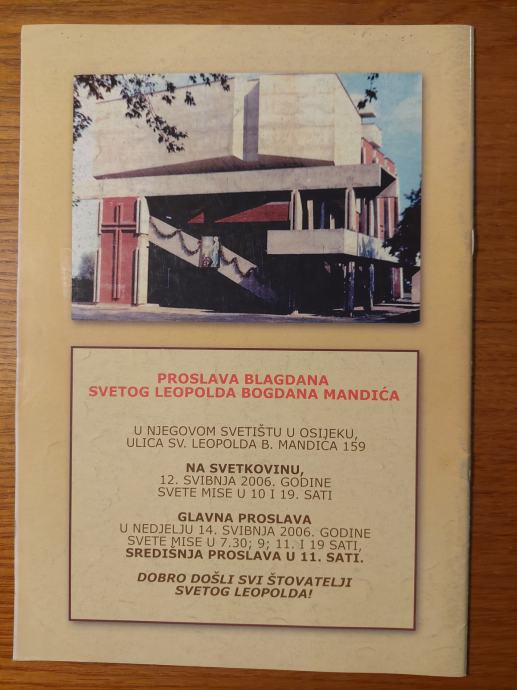 PROSLAVA BLAGDANA
SVETOG LEOPOLDA BOGDANA MANDIĆA
U NJEGOVOM SVETIŠTU U OSIJEKU,
ULICA SV. LEOPOLDA B. MANDIĆA 159
NA SVETKOVINU,
12. SVIBNJA 2006. GODINE
SVETE MISE U 10 I 19. SATI
GLAVNA PROSLAVA
U NEDJELJU 14. SVIBNJA 2006. GODINE
SVETE MISE U 7.30; 9; 11. I 19 SATI,
SREDIŠNJA PROSLAVA U 11. SATI.
DOBRO DOŠLI SVI ŠTOVATELJI
SVETOG LEOPOLDA!